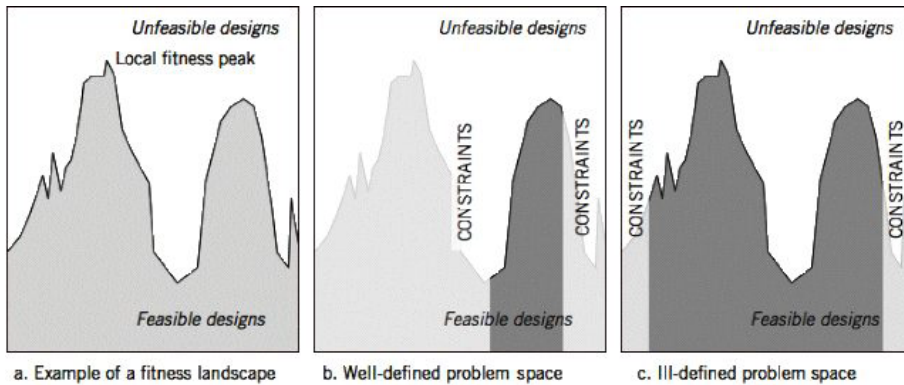 Unfeasible designs
Local fitness peak
Feasible designs
a. Example of a fitness landscape
Unfeasible designs
CONSTRAINTS
CONSTRAINTS
Feasible designs
b. Well-defined problem space
Unfeasible designs
CONSTRAINTS
CONSTRAINTS
Feasible designs
c. Ill-defined problem space